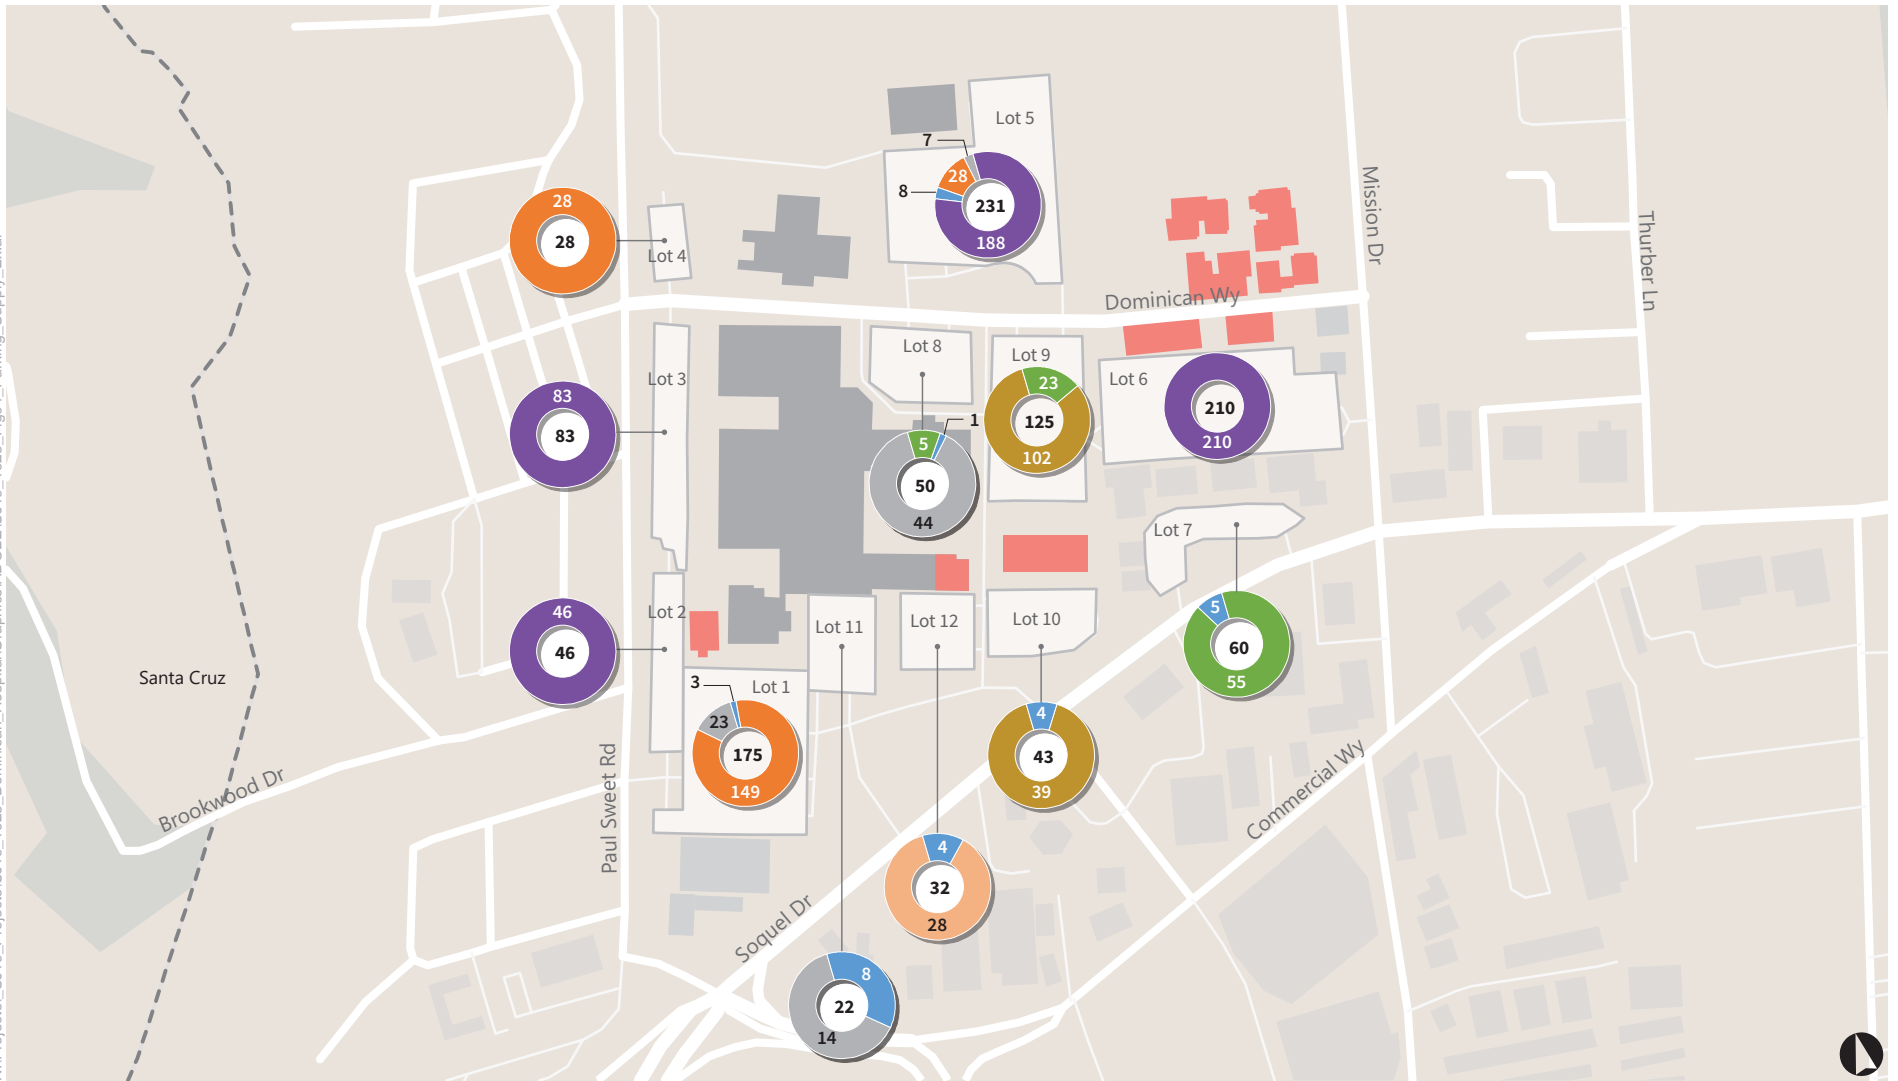 Lot 5
7
28
8
231
188
28
28
Lot 4
Mission Dr
Thurber Ln
Dominican Wy
Lot 8
Lot 9
Lot 3
Lot 6
83
83
23
125
102
210
210
5
1
50
44
Lot 7
46
46
Lot 2
Lot 11
Lot 12
Lot 10
5
60
55
Santa Cruz
3
Lot 1
23
175
149
4
43
39
Brookwood Dr
Paul Sweet Rd
Commercial Wy
4
32
28
Soquel Dr
8
22
14